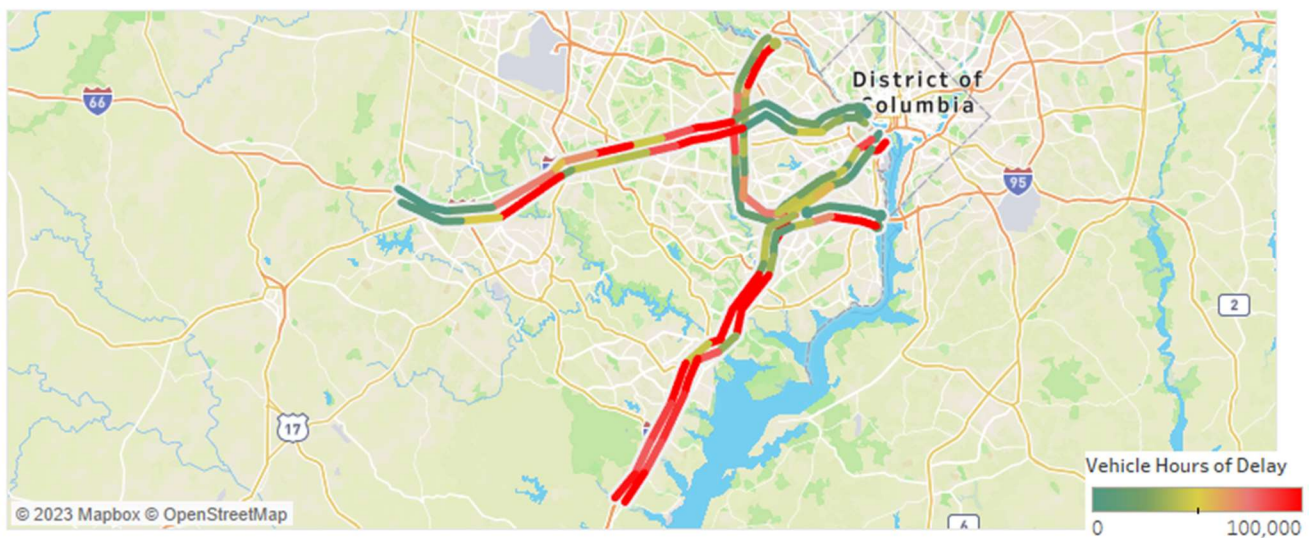 66
District of
Columbia
95
2
17
Vehicle Hours of Delay
0
100,000
6
© 2023 Mapbox © OpenStreetMap